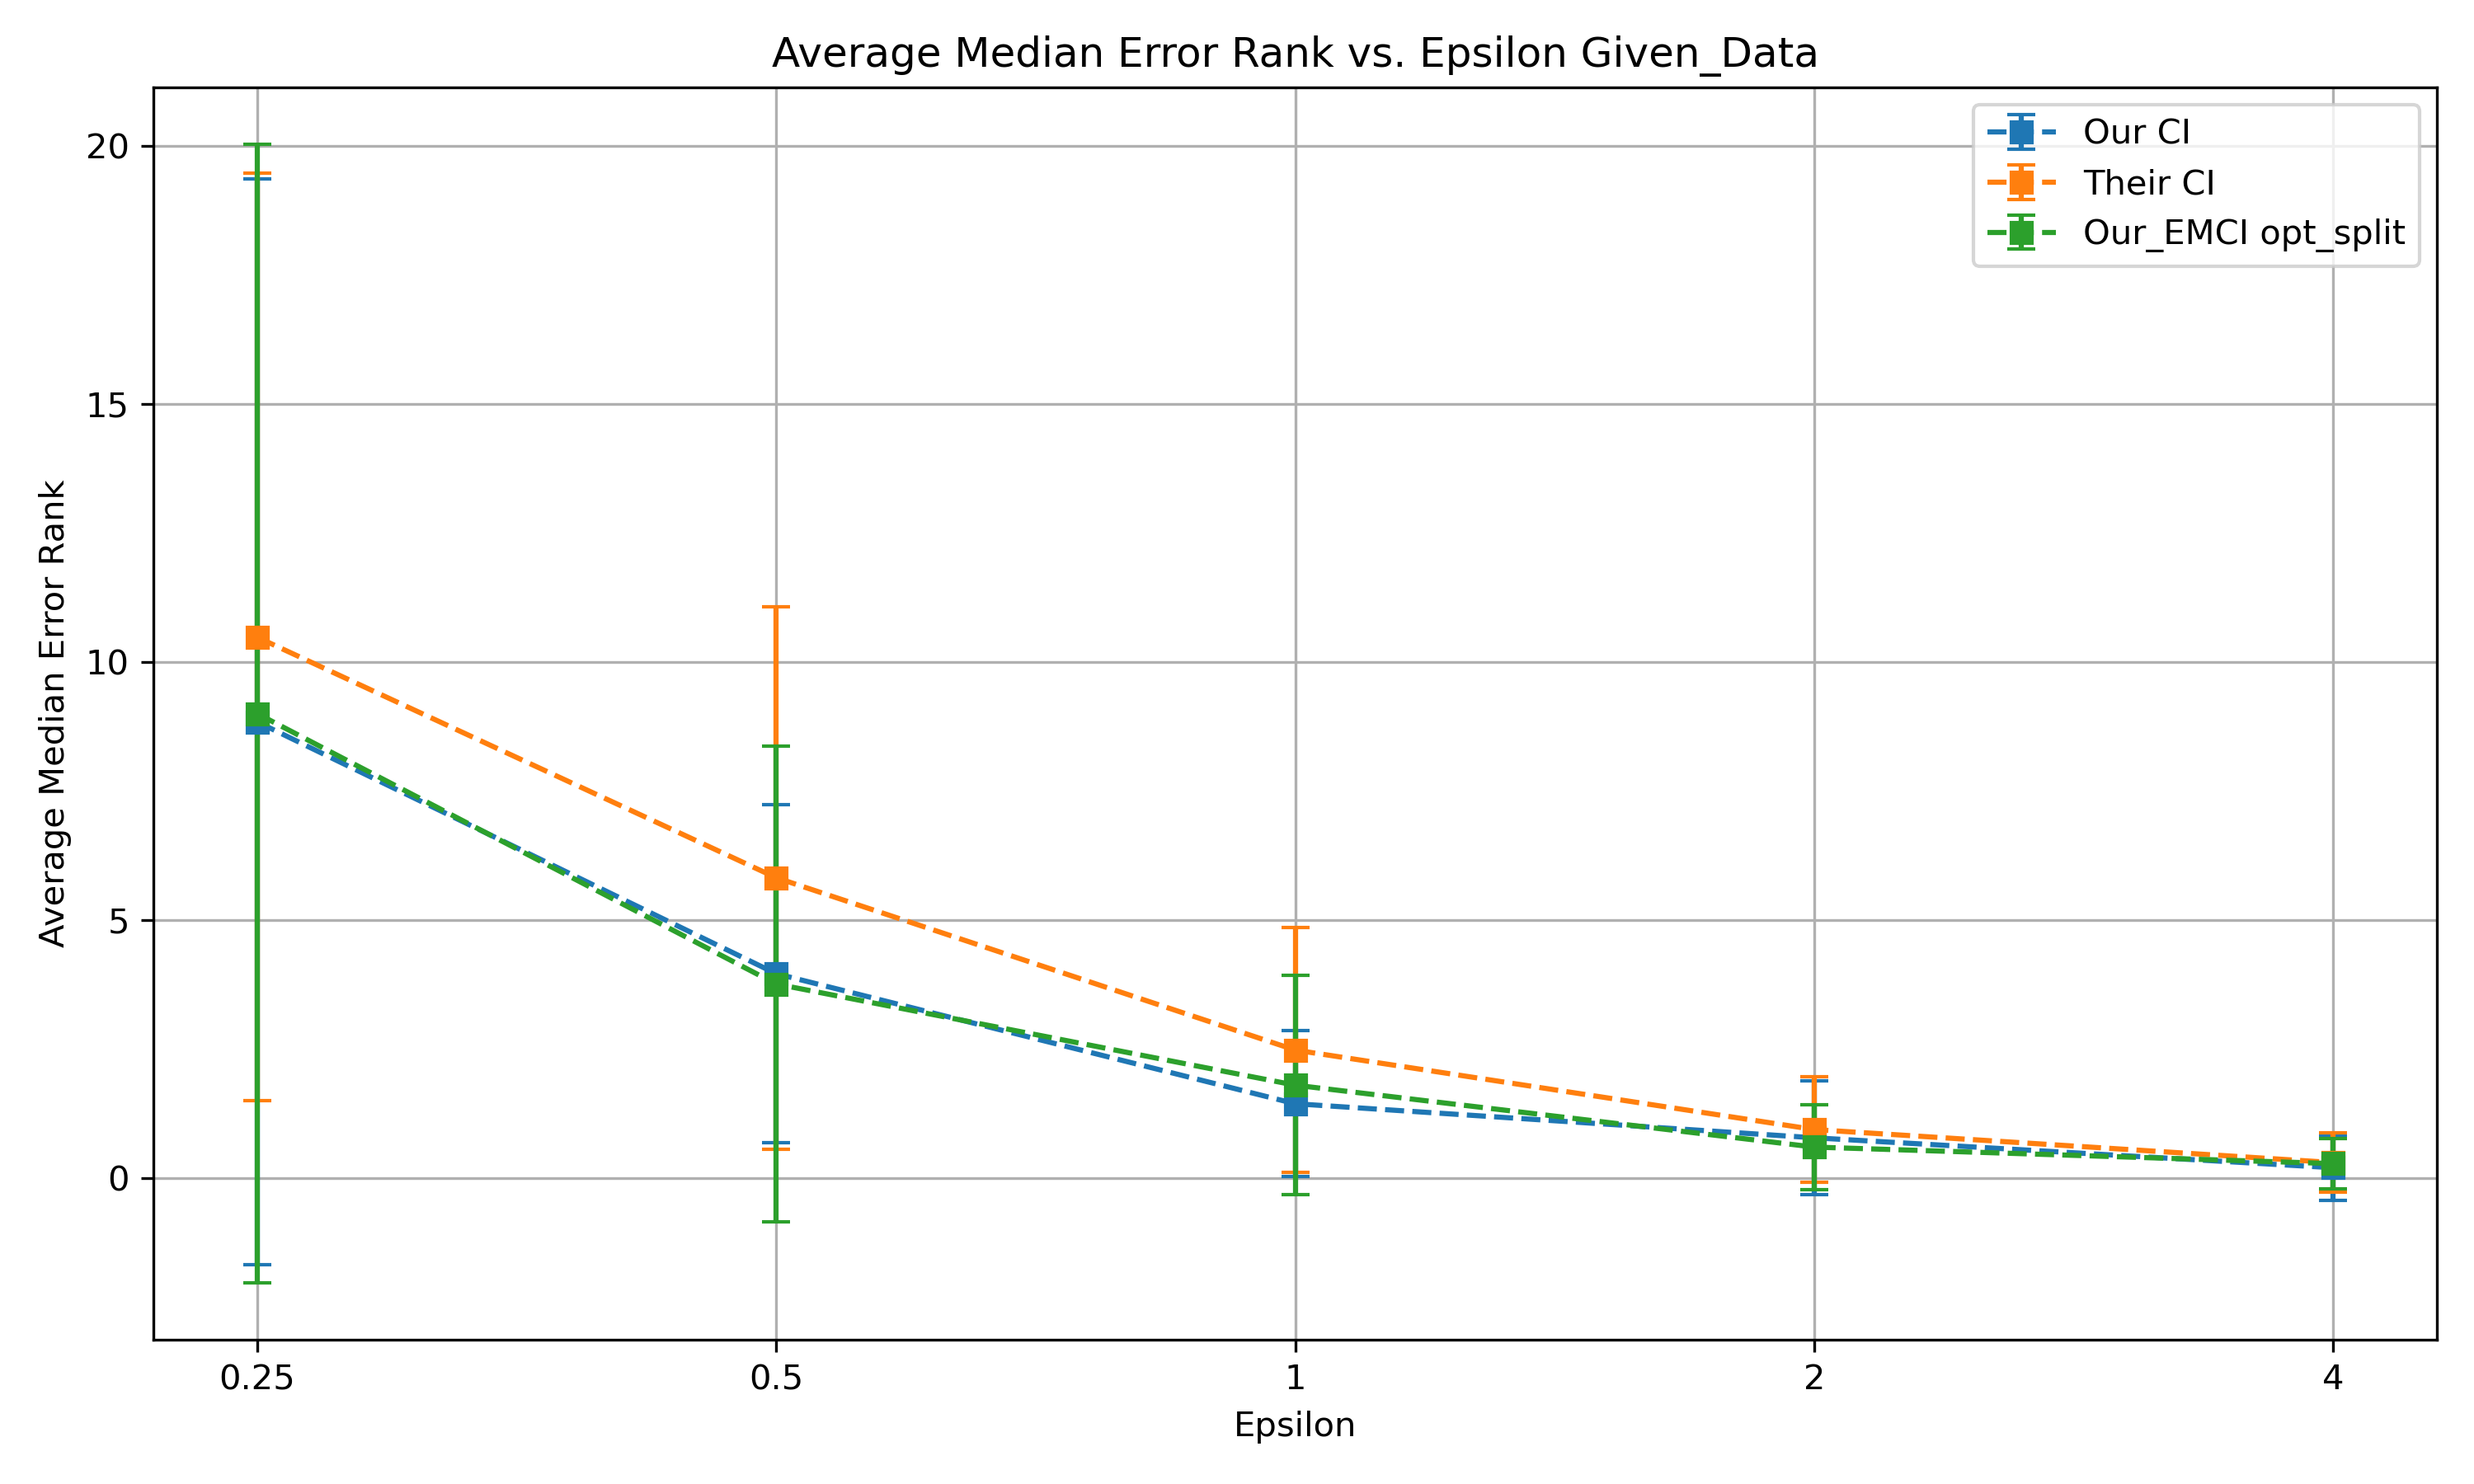 Average Median Error Rank vs. Epsilon Given_Data
Our CI
Their CI
Our_EMCI opt_split
Average Median Error Rank
20
15
10
5
0
0.25
0.5
1
2
4
Epsilon